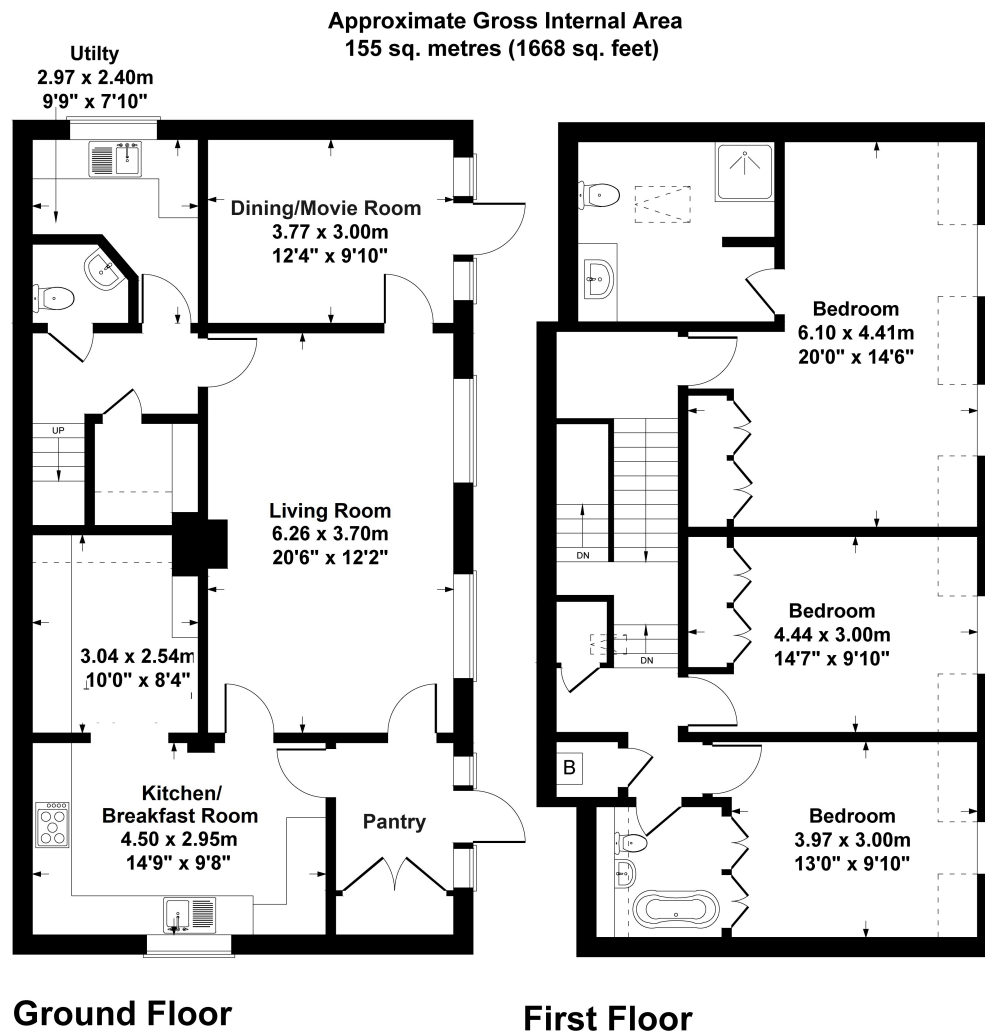 Approximate Gross Internal Area
155 sq. metres (1668 sq. feet)
Utilty
2.97 x 2.40m
9'9" x 7'10"
Dining/Movie Room
3.77 x 3.00m
12'4" x 9'10"
UP
Living Room
6.26 x 3.70m
20'6" x 12'2"
3.04 x 2.54m
10'0" x 8'4"
Kitchen/
Breakfast Room
4.50 x 2.95m
14'9" x 9'8"
Pantry
Ground Floor
Bedroom
6.10 x 4.41m
20'0" x 14'6"
DN
Bedroom
4.44 x 3.00m
14'7" x 9'10"
DN
B
Bedroom
3.97 x 3.00m
13'0" x 9'10"
First Floor